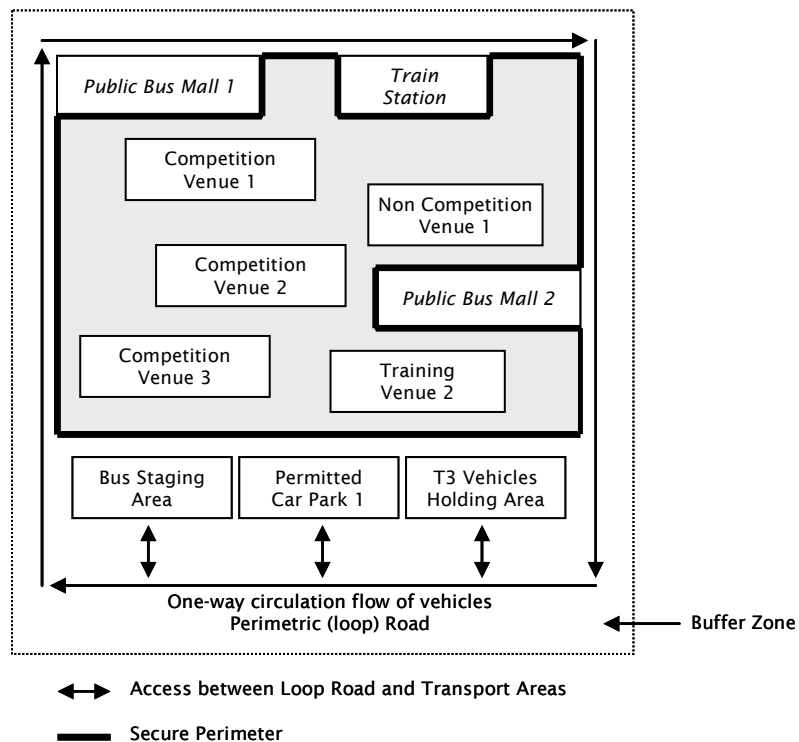 Public Bus Mall 1
Train
Station
Competition
Venue 1
Non Competition
Venue 1
Competition
Venue 2
Public Bus Mall 2
Competition
Venue 3
Training
Venue 2
Bus Staging
Area
Permitted
Car Park 1
T3 Vehicles
Holding Area
One-way circulation flow of vehicles
Perimetric (loop) Road
Buffer Zone
Access between Loop Road and Transport Areas
Secure Perimeter